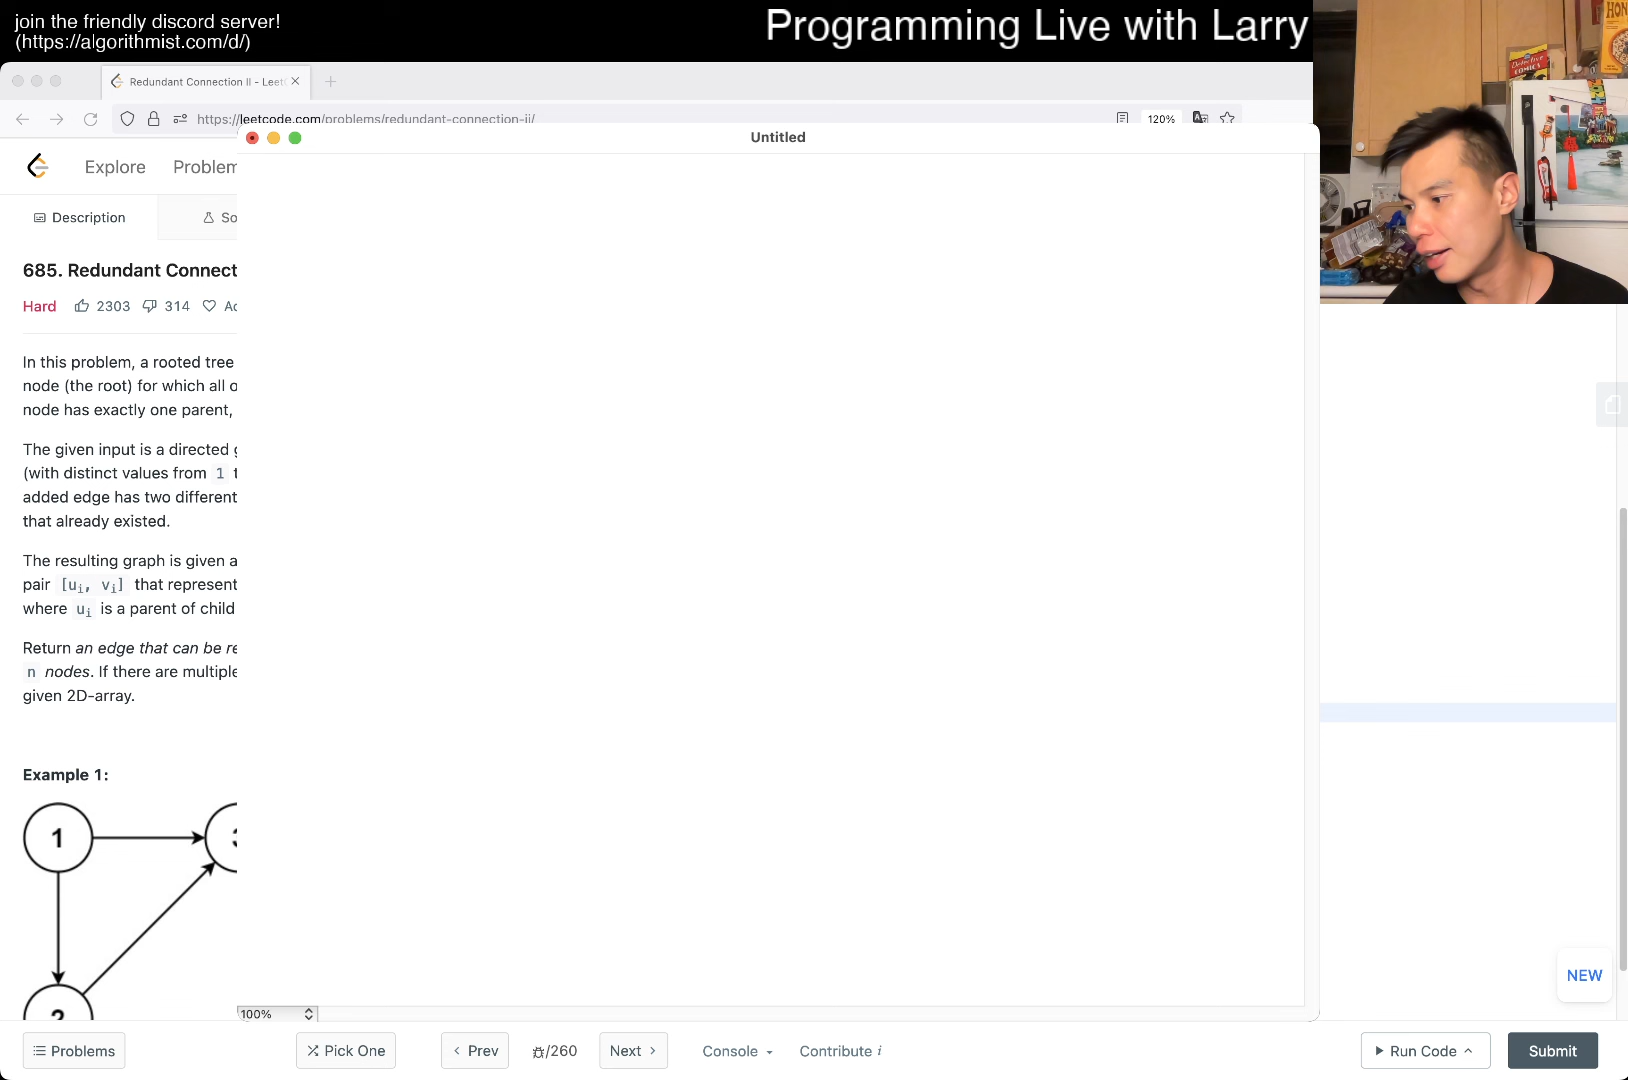 join the friendly discord server!
(https://algorithmist.com/d/)
Programming Live with Larry
Redundant Connection II - Leet
https://leetcode.com/problems/redundant-connection-ii/
120%
Untitled
Explore
Problem
Description
So
685. Redundant Connect
Hard
2303
314
In this problem, a rooted tree
node (the root) for which all o
node has exactly one parent,
The given input is a directed
(with distinct values from 1 t
added edge has two different
that already existed.
The resulting graph is given a
pair [ui, vi] that represent
where ui is a parent of child
Return an edge that can be re
n nodes. If there are multiple
given 2D-array.
Example 1:
1
2
100%
NEW
Problems
Pick One
Prev
/260
Next
Console
Contribute i
Run Code
Submit